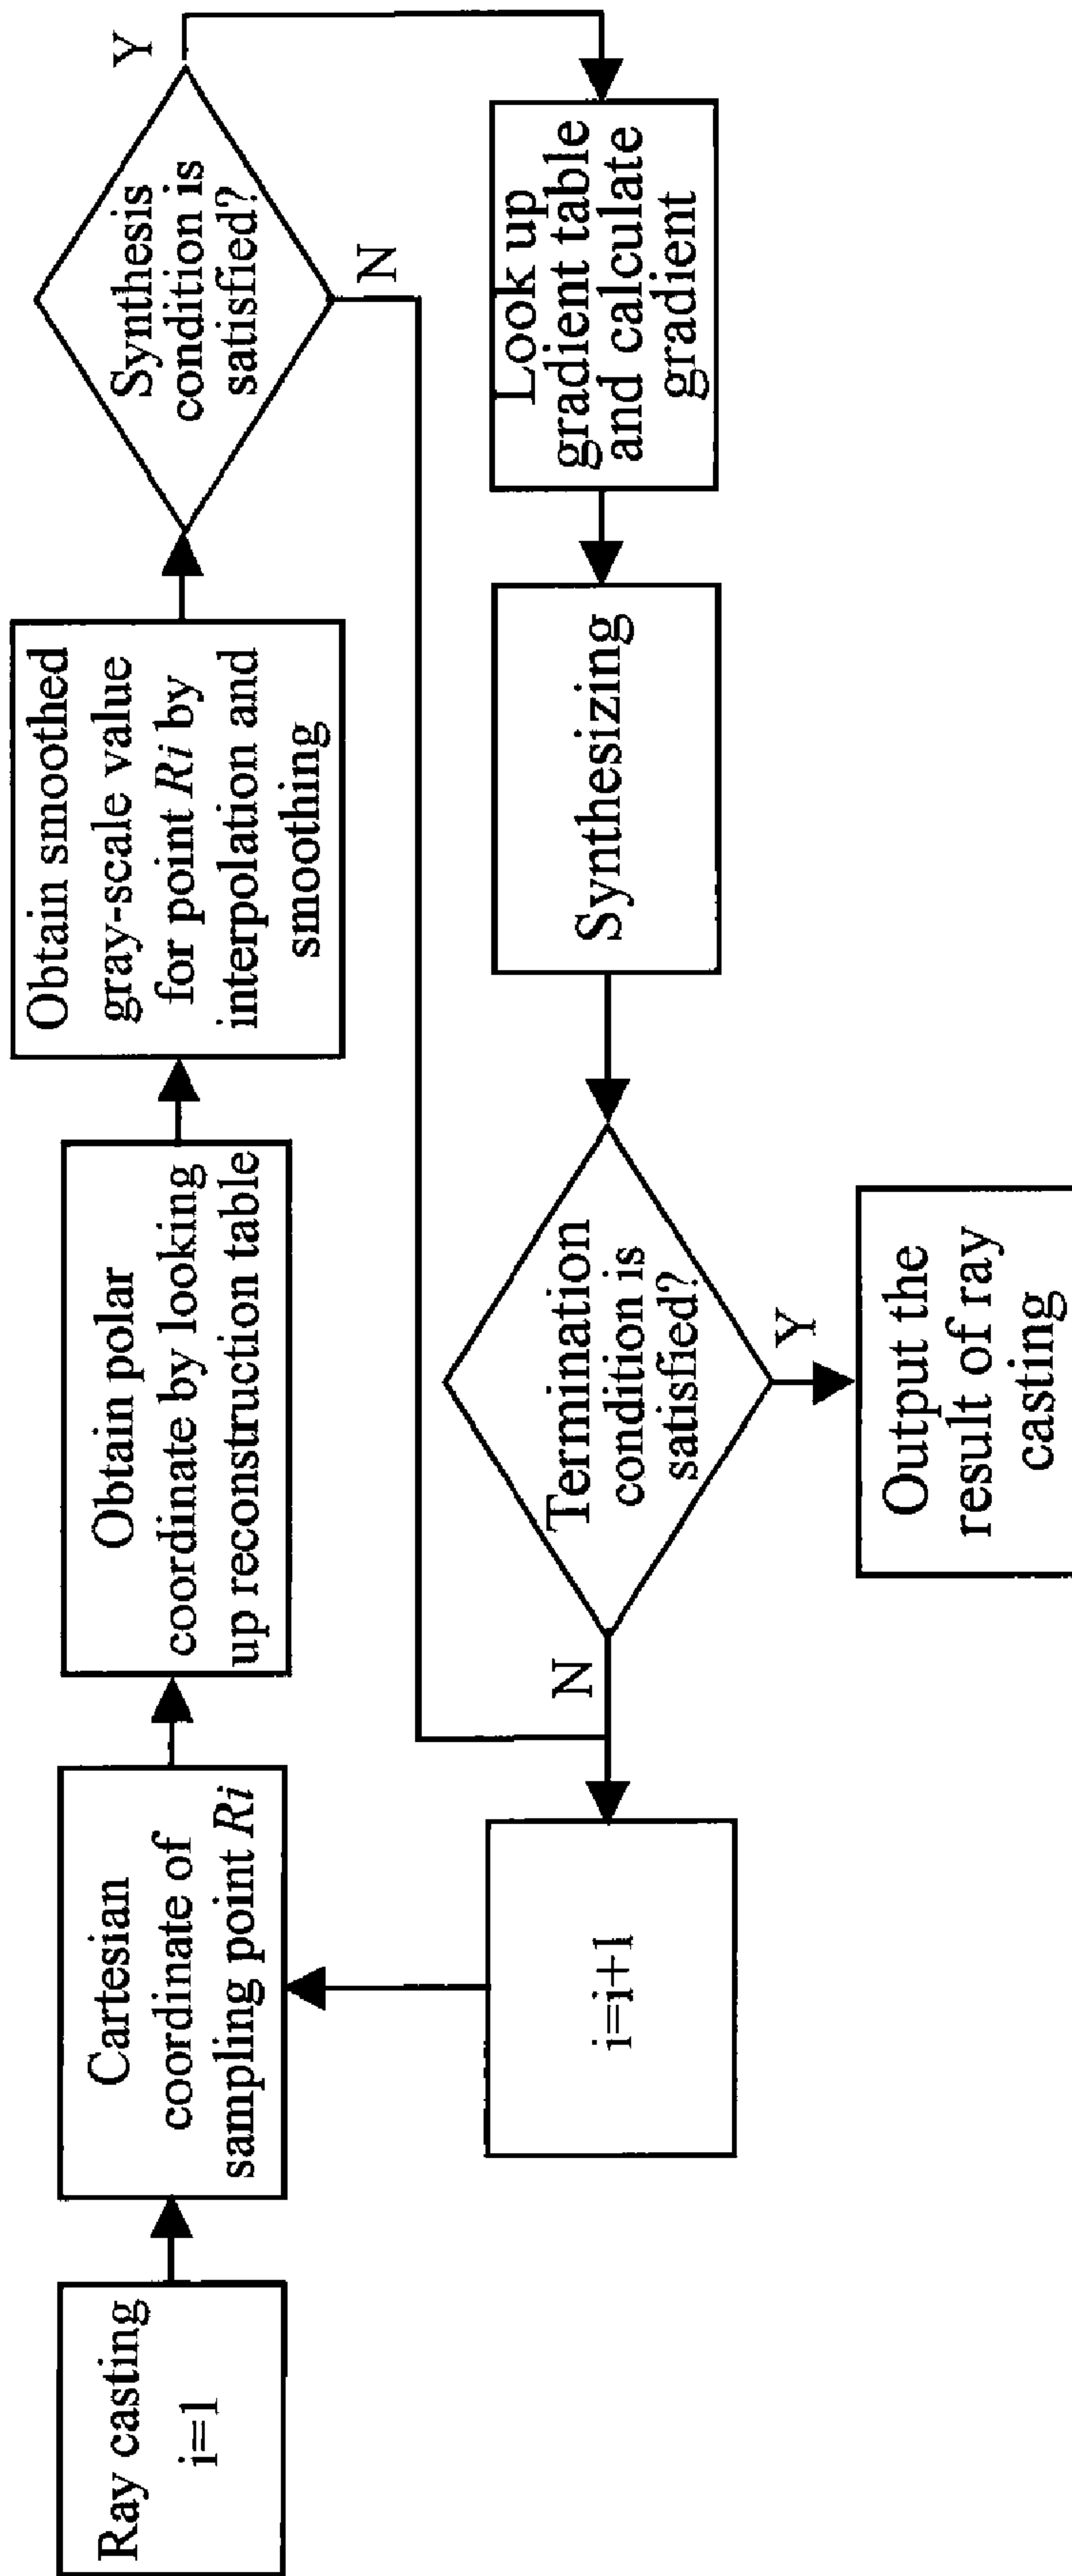 Ray casting
i=1
Cartesian
coordinate of
sampling point Ri
Obtain polar
coordinate by looking
up reconstruction table
Obtain smoothed
gray-scale value
for point Ri by
interpolation and
smoothing
Synthesis
condition is
satisfied?
Y
N
Look up
gradient table
and calculate
gradient
Synthesizing
Termination
condition is
satisfied?
N
Y
i=i+1
Output the
result of ray
casting